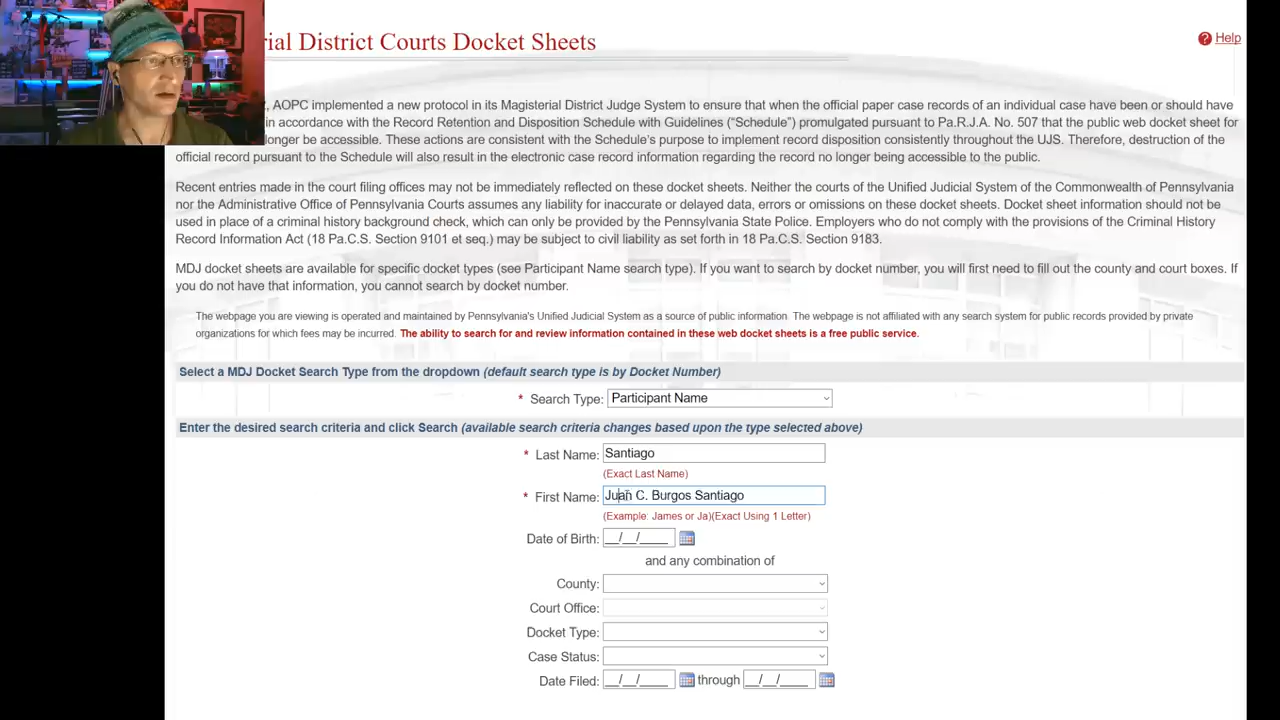 rial District Courts Docket Sheets
Help
, AOPC implemented a new protocol in its Magisterial District Judge System to ensure that when the official paper case records of an individual case have been or should have
in accordance with the Record Retention and Disposition Schedule with Guidelines ("Schedule") promulgated pursuant to Pa.R.J.A. No. 507 that the public web docket sheet for
longer be accessible. These actions are consistent with the Schedule's purpose to implement record disposition consistently throughout the UJS. Therefore, destruction of the
official record pursuant to the Schedule will also result in the electronic case record information regarding the record no longer being accessible to the public.
Recent entries made in the court filing offices may not be immediately reflected on these docket sheets. Neither the courts of the Unified Judicial System of the Commonwealth of Pennsylvania
nor the Administrative Office of Pennsylvania Courts assumes any liability for inaccurate or delayed data, errors or omissions on these docket sheets. Docket sheet information should not be
used in place of a criminal history background check, which can only be provided by the Pennsylvania State Police. Employers who do not comply with the provisions of the Criminal History
Record Information Act (18 Pa.C.S. Section 9101 et seq.) may be subject to civil liability as set forth in 18 Pa.C.S. Section 9183.
MDJ docket sheets are available for specific docket types (see Participant Name search type). If you want to search by docket number, you will first need to fill out the county and court boxes. If
you do not have that information, you cannot search by docket number.
The webpage you are viewing is operated and maintained by Pennsylvania's Unified Judicial System as a source of public information. The webpage is not affiliated with any search system for public records provided by private
organizations for which fees may be incurred. The ability to search for and review information contained in these web docket sheets is a free public service.
Select a MDJ Docket Search Type from the dropdown (default search type is by Docket Number)
* Search Type: Participant Name
Enter the desired search criteria and click Search (available search criteria changes based upon the type selected above)
* Last Name: Santiago
(Exact Last Name)
* First Name: Juan C. Burgos Santiago
(Example: James or Ja)(Exact Using 1 Letter)
Date of Birth: __/__/____
and any combination of
County:
Court Office:
Docket Type:
Case Status:
Date Filed: __/__/____ through __/__/____